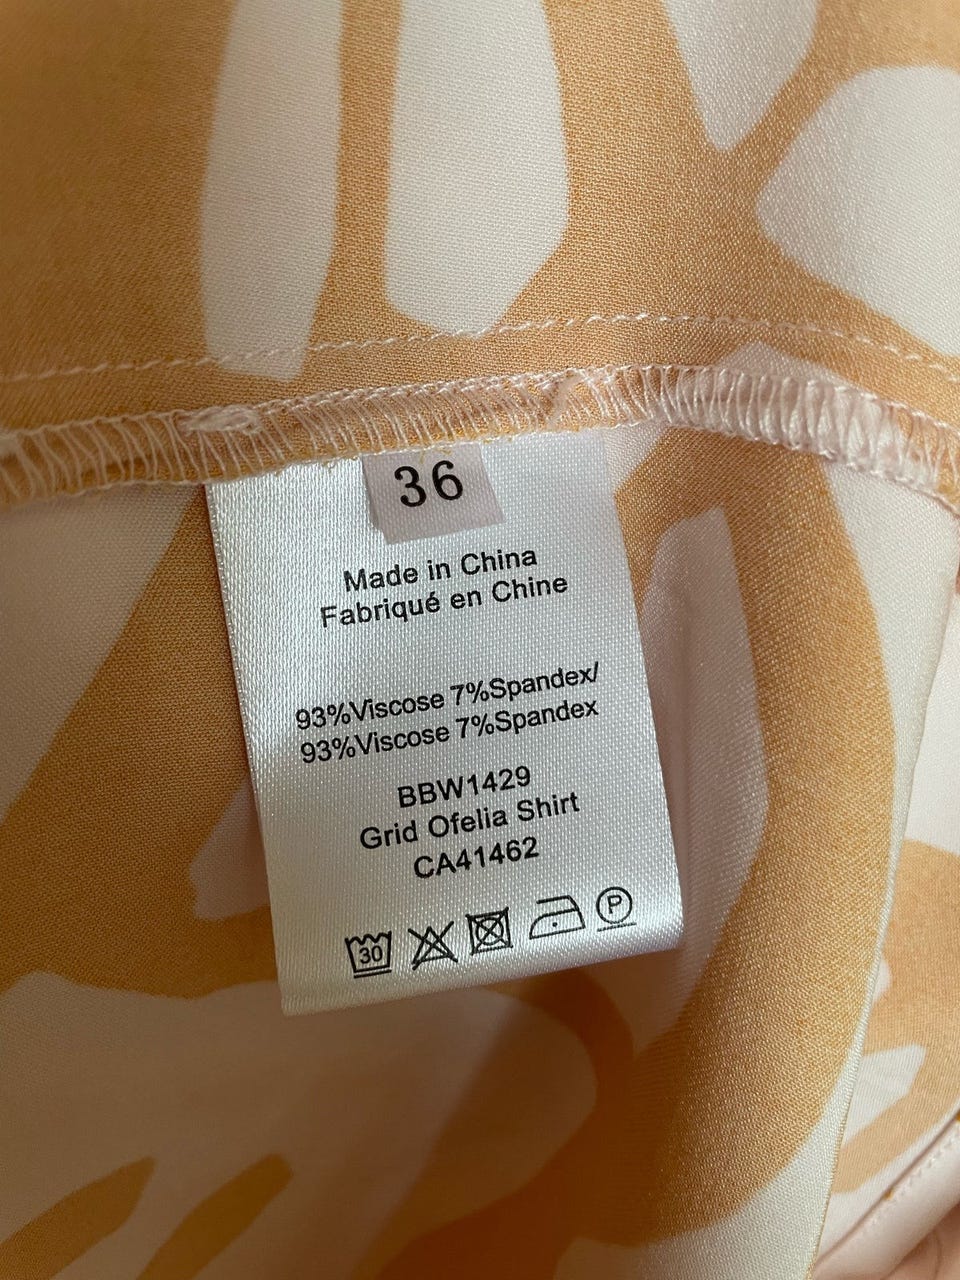 36
Made in China
Fabriqué en Chine
93%Viscose 7%Spandex/
93%Viscose 7%Spandex
BBW1429
Grid Ofelia Shirt
CA41462
30 P